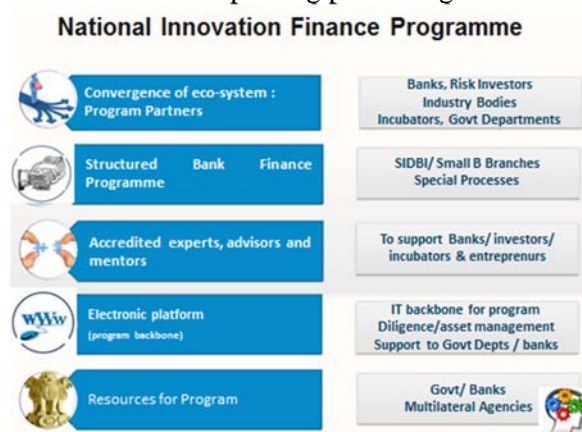 National Innovation Finance Programme
Convergence of eco-system :
Program Partners
Banks, Risk Investors
Industry Bodies
Incubators, Govt Departments
Structured Bank Finance
Programme
SIDBI/ Small B Branches
Special Processes
Accredited experts, advisors and
mentors
To support Banks/ investors/
incubators & entreprenurs
wWw
Electronic platform
(program backbone)
IT backbone for program
Diligence/asset management
Support to Govt Depts / banks
Resources for Program
Govt/ Banks
Multilateral Agencies